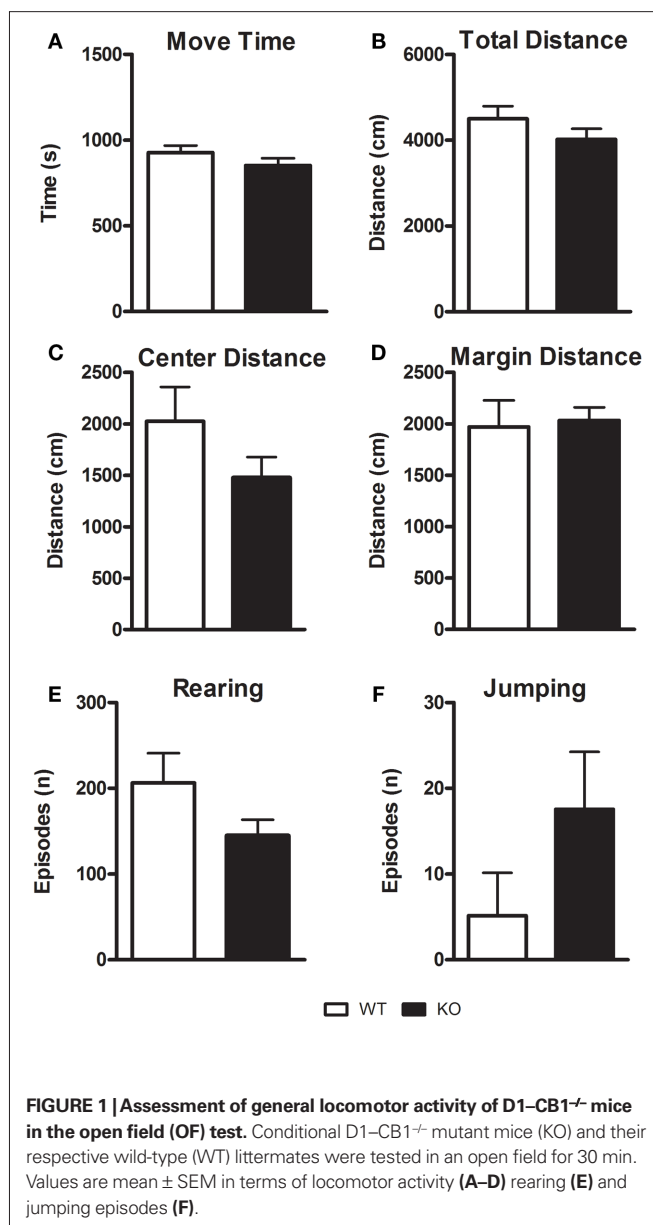 A Move Time
1500
1000
500
0
Time (s)
B Total Distance
6000
4000
2000
0
Distance (cm)
C Center Distance
2500
2000
1500
1000
500
0
Distance (cm)
D Margin Distance
2500
2000
1500
1000
500
0
Distance (cm)
E Rearing
300
200
100
0
Episodes (n)
F Jumping
30
20
10
0
Episodes (n)
WT KO
FIGURE 1 | Assessment of general locomotor activity of D1–CB1−/− mice
in the open field (OF) test. Conditional D1–CB1−/− mutant mice (KO) and their
respective wild-type (WT) littermates were tested in an open field for 30 min.
Values are mean ± SEM in terms of locomotor activity (A–D) rearing (E) and
jumping episodes (F).